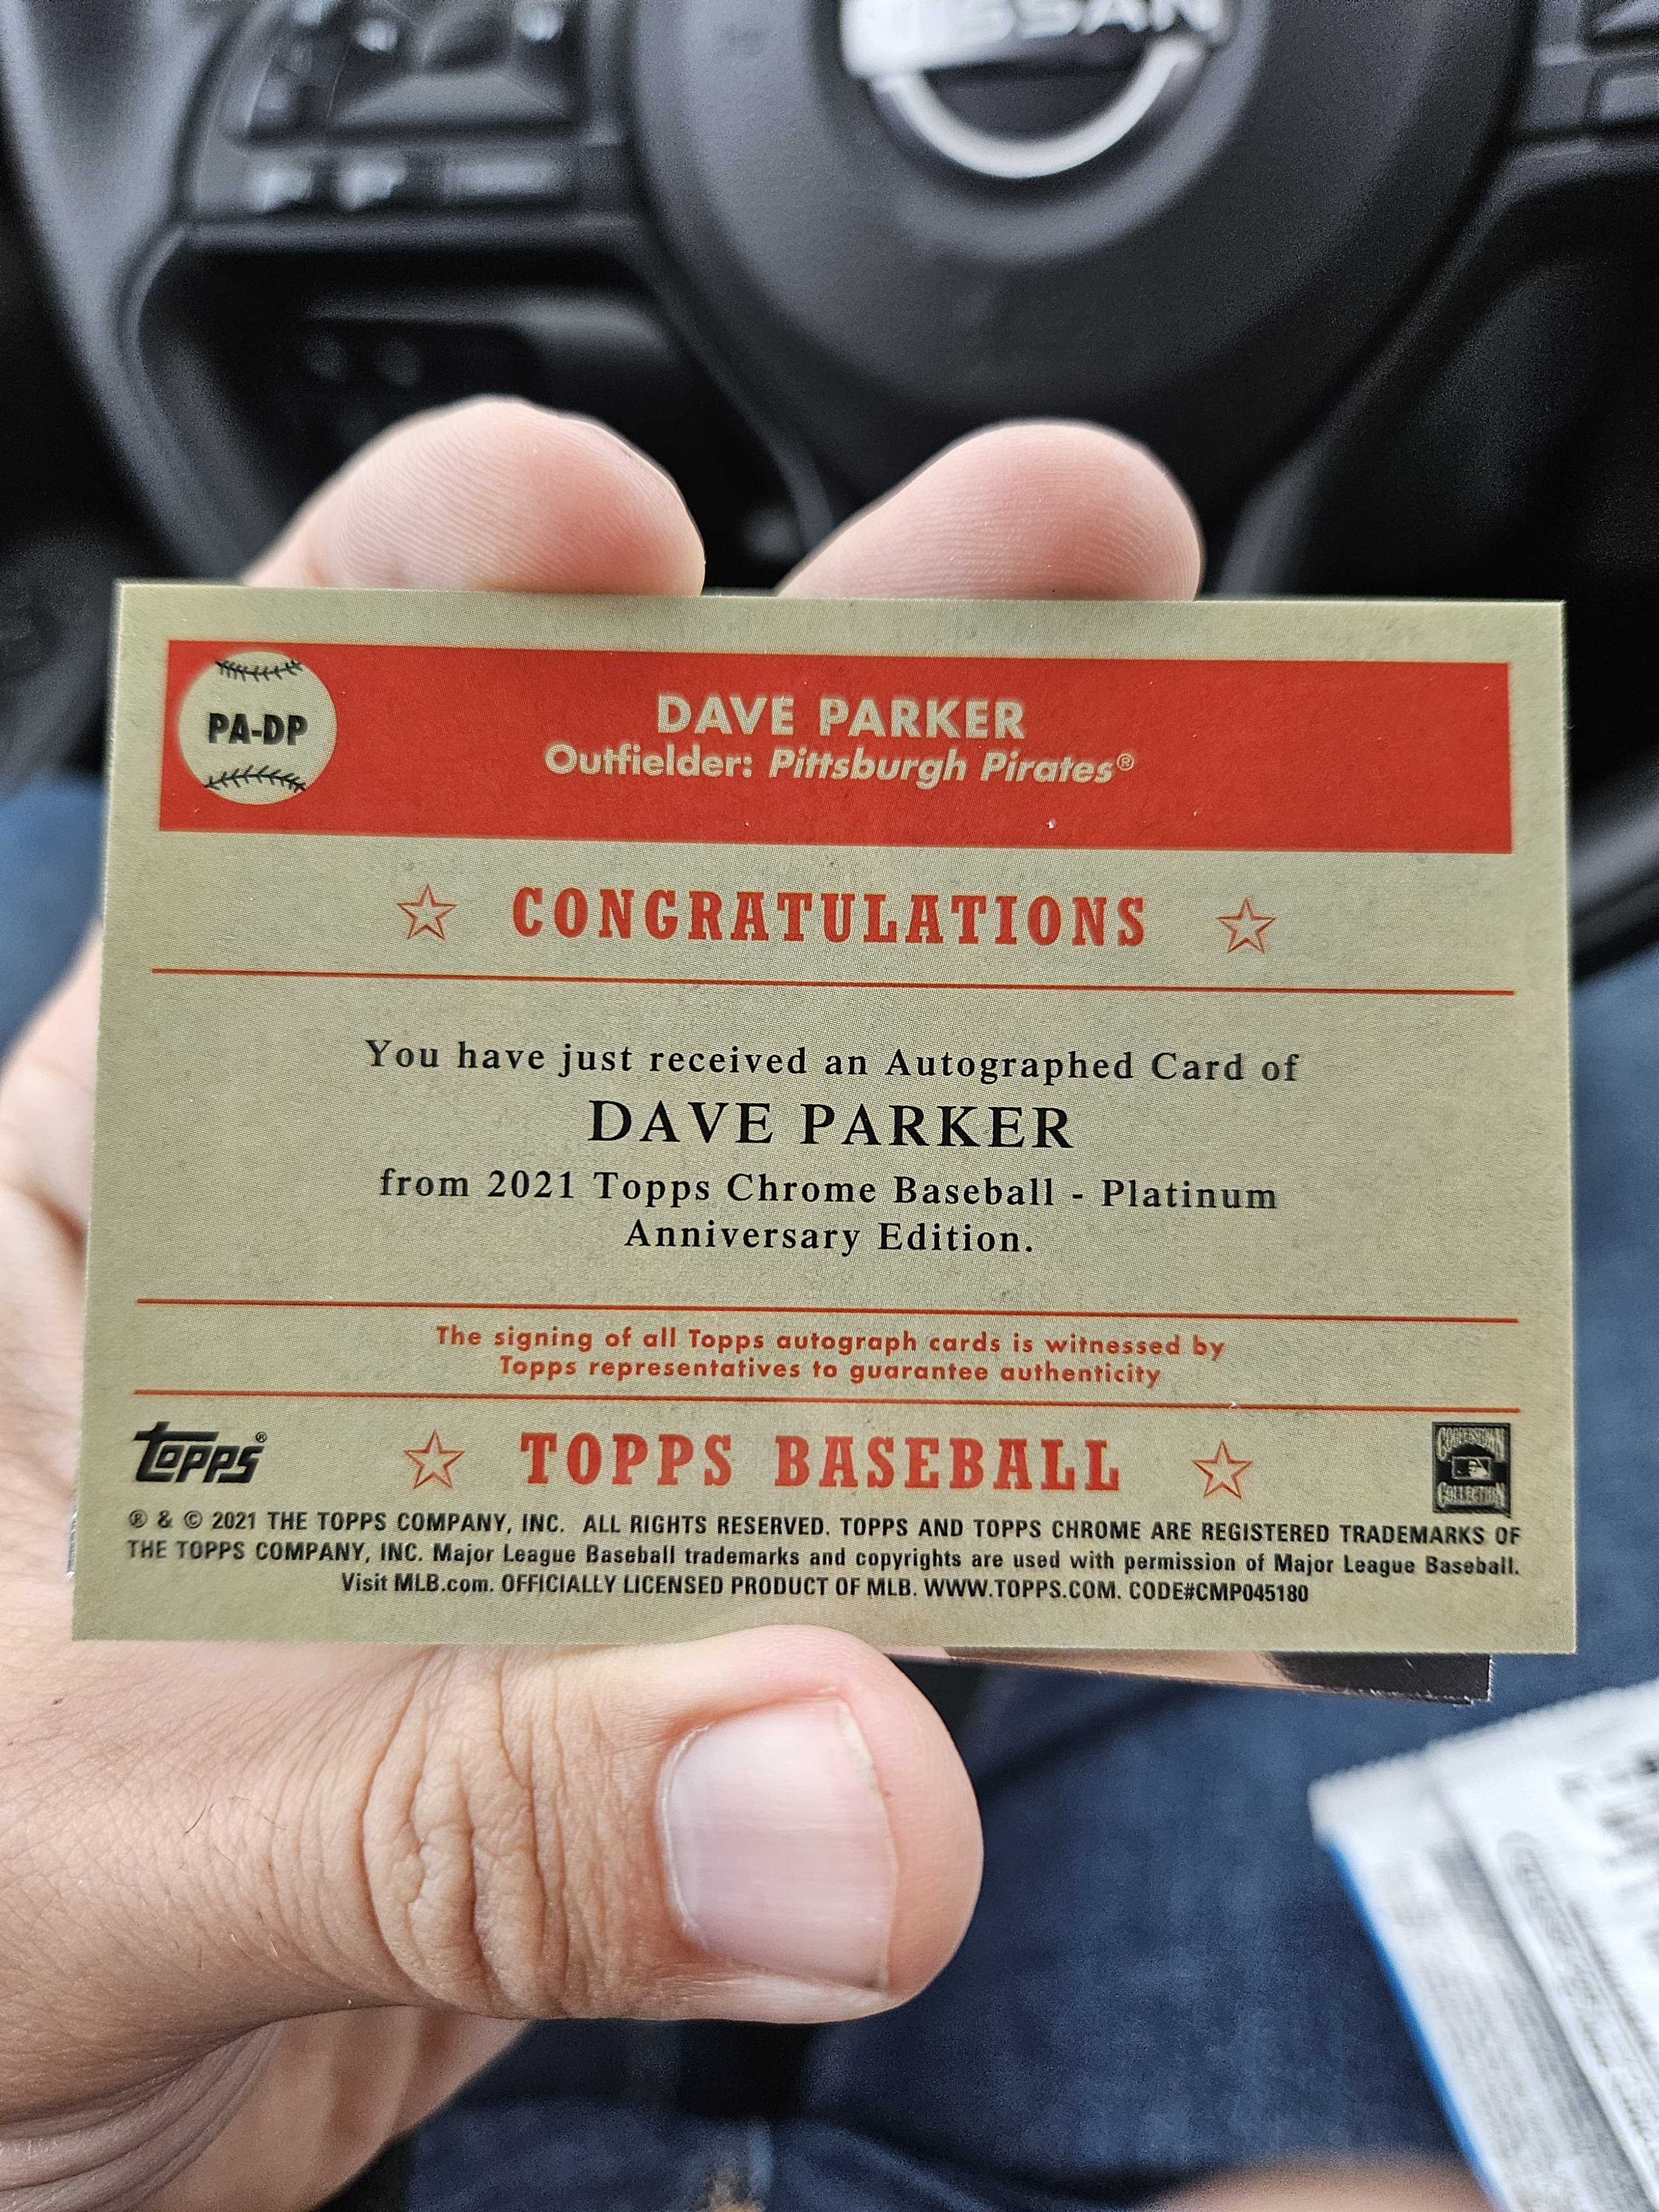 PA-DP
DAVE PARKER
Outfielder: Pittsburgh Pirates®
CONGRATULATIONS
You have just received an Autographed Card of
DAVE PARKER
from 2021 Topps Chrome Baseball - Platinum
Anniversary Edition.
The signing of all Topps autograph cards is witnessed by
Topps representatives to guarantee authenticity
topps®
TOPPS BASEBALL
COOPERSTOWN
COLLECTION
® & © 2021 THE TOPPS COMPANY, INC. ALL RIGHTS RESERVED. TOPPS AND TOPPS CHROME ARE REGISTERED TRADEMARKS OF
THE TOPPS COMPANY, INC. Major League Baseball trademarks and copyrights are used with permission of Major League Baseball.
Visit MLB.com. OFFICIALLY LICENSED PRODUCT OF MLB. WWW.TOPPS.COM. CODE#CMP045180